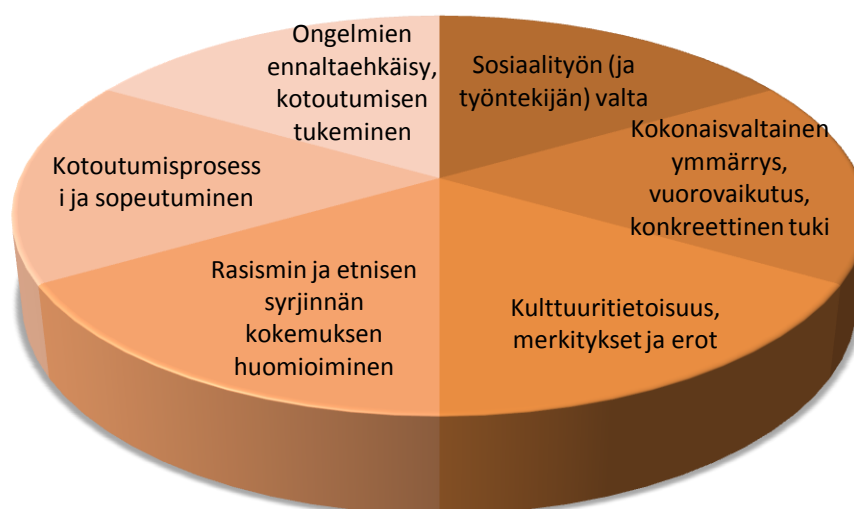 Ongelmien
ennaltaehkäisy,
kotoutumisen
tukeminen
Sosiaalityön (ja
työntekijän) valta
Kokonaisvaltainen
ymmärrys,
vuorovaikutus,
konkreettinen tuki
Kulttuuritietoisuus,
merkitykset ja erot
Rasismin ja etnisen
syrjinnän
kokemuksen
huomioiminen
Kotoutumisprosess
i ja sopeutuminen